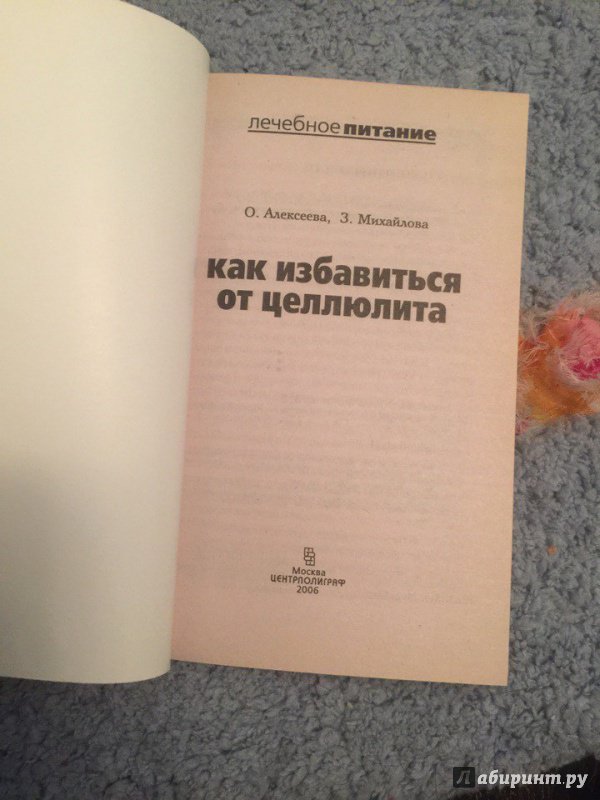 лечебное питание
О. Алексеева, З. Михайлова
как избавиться
от целлюлита
Москва
ЦЕНТРПОЛИГРАФ
2006
лабиринт.ру